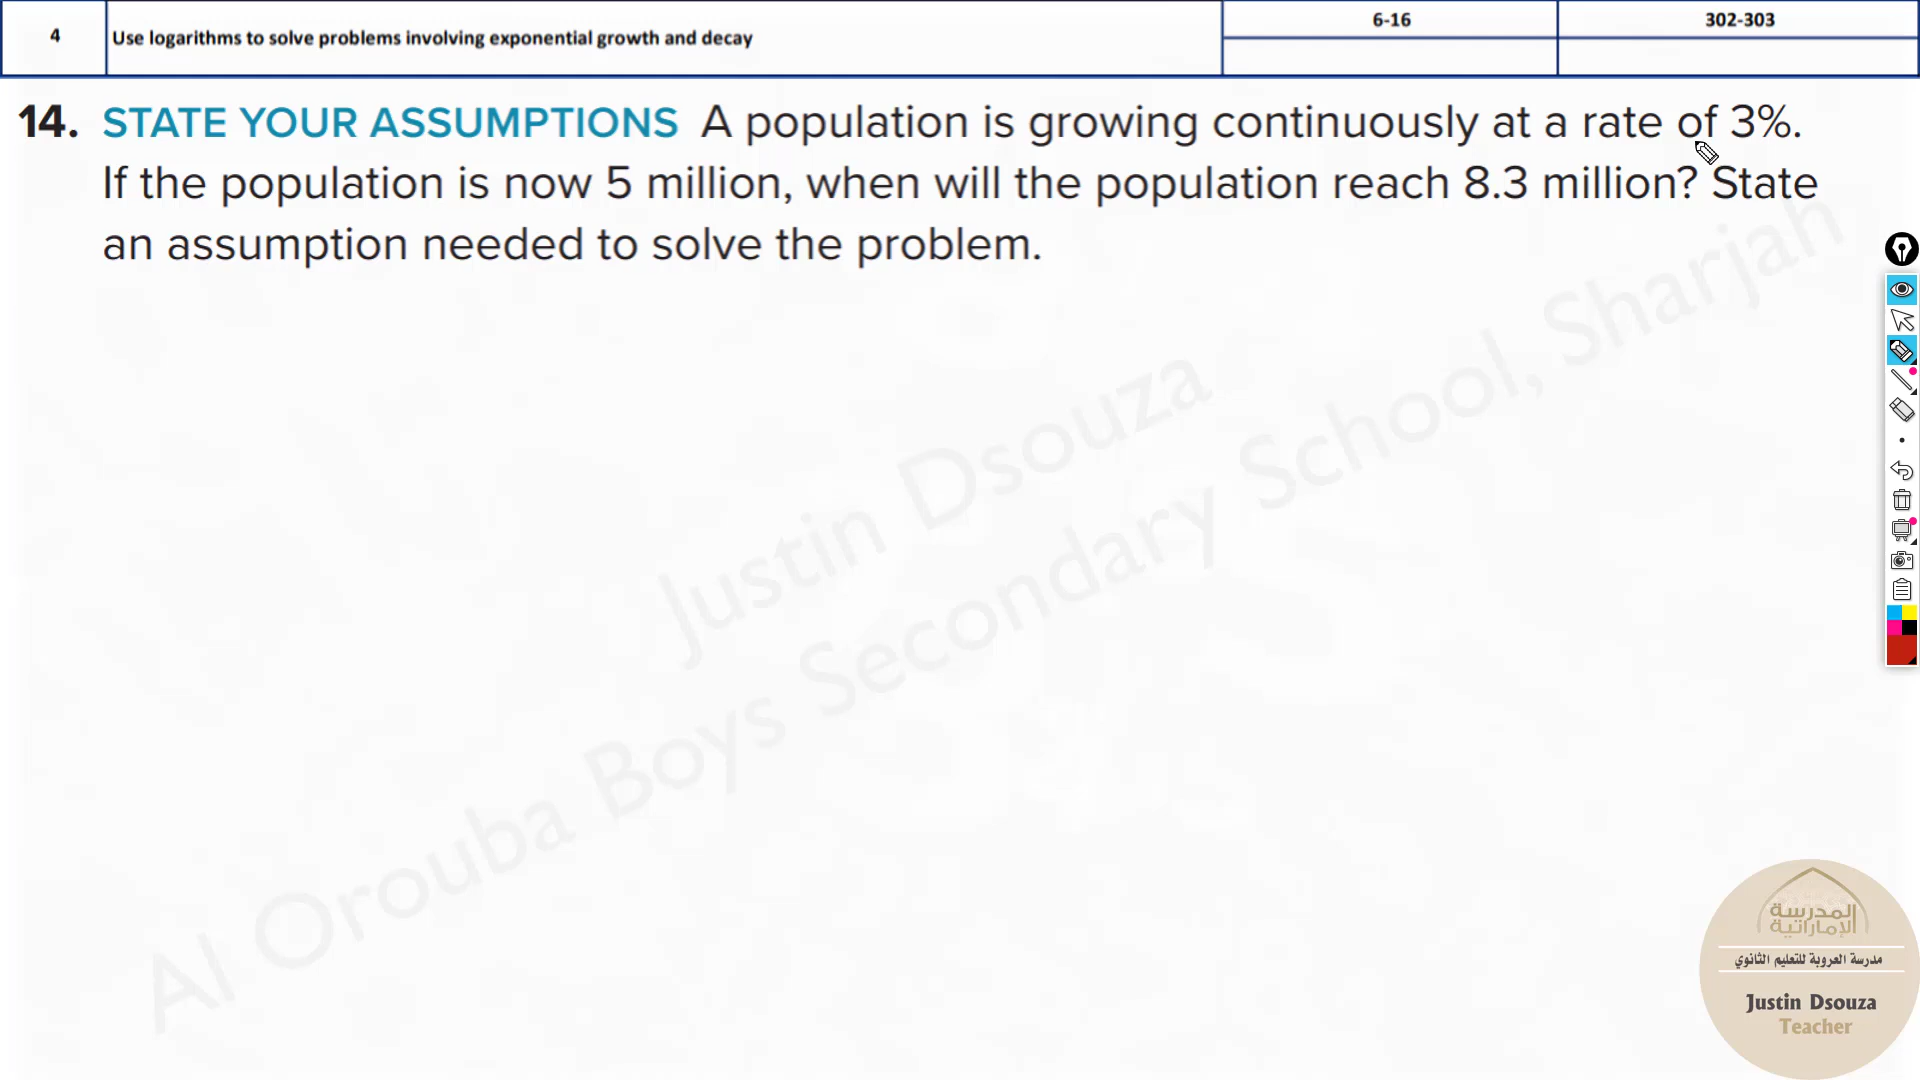 4
Use logarithms to solve problems involving exponential growth and decay
6-16
302-303
14. STATE YOUR ASSUMPTIONS A population is growing continuously at a rate of 3%.
If the population is now 5 million, when will the population reach 8.3 million? State
an assumption needed to solve the problem.
Justin Dsouza
Al Orouba Boys Secondary School, Sharjah
المدرسة
الإماراتية
مدرسة العروبة للتعليم الثانوي
Justin Dsouza
Teacher